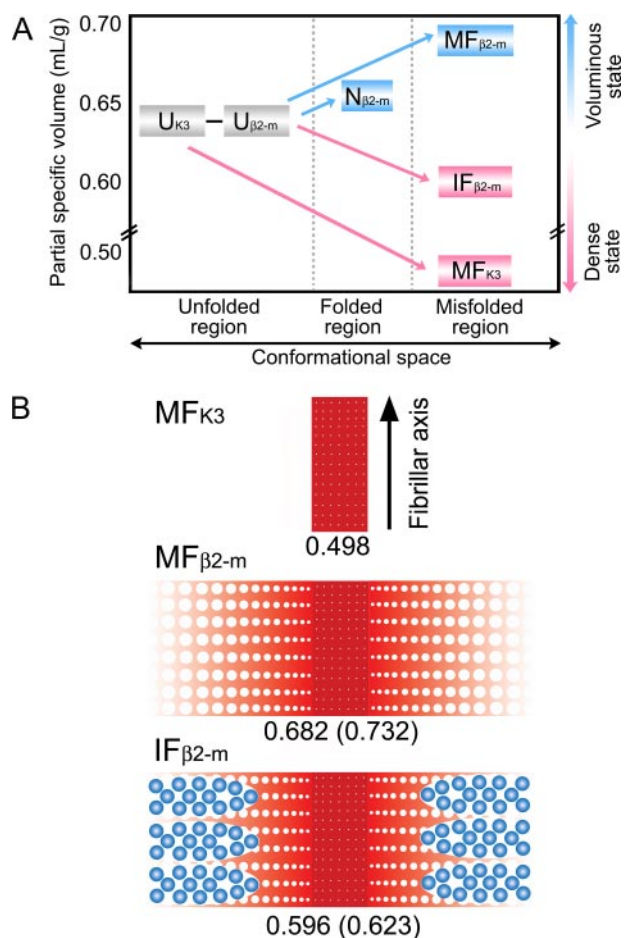 A
Partial specific volume (mL/g)
0.70
0.65
0.60
0.50
MFβ2-m
Nβ2-m
UK3 – Uβ2-m
IFβ2-m
MFK3
Voluminous state
Dense state
Unfolded region
Folded region
Misfolded region
Conformational space
B
MFK3
Fibrillar axis
0.498
MFβ2-m
0.682 (0.732)
IFβ2-m
0.596 (0.623)